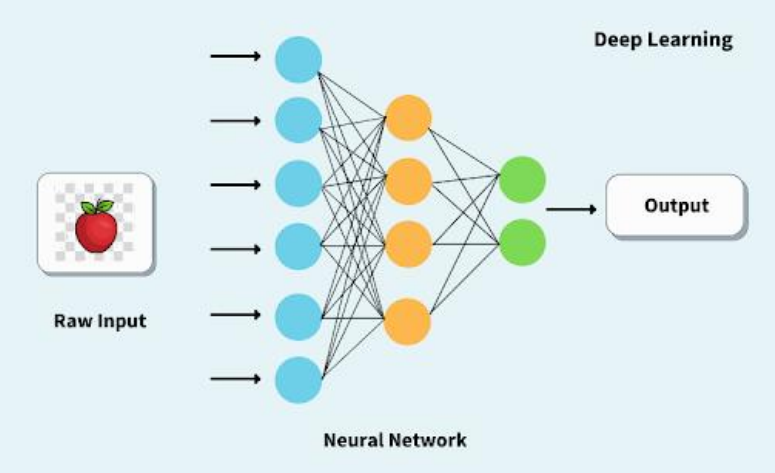 Deep Learning
Output
Raw Input
Neural Network